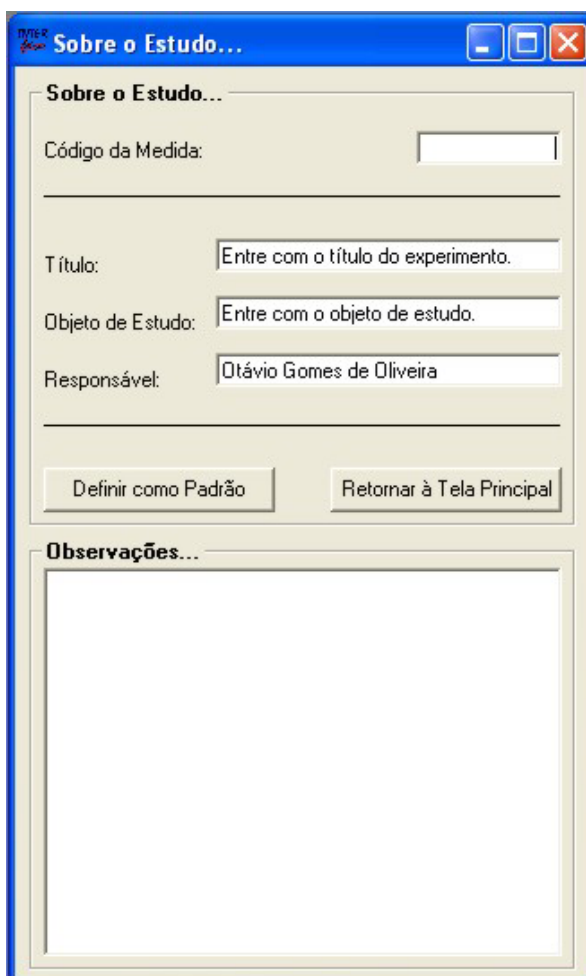 Sobre o Estudo...
Sobre o Estudo...
Código da Medida:
Título: Entre com o título do experimento.
Objeto de Estudo: Entre com o objeto de estudo.
Responsável: Otávio Gomes de Oliveira
Definir como Padrão Retornar à Tela Principal
Observações...